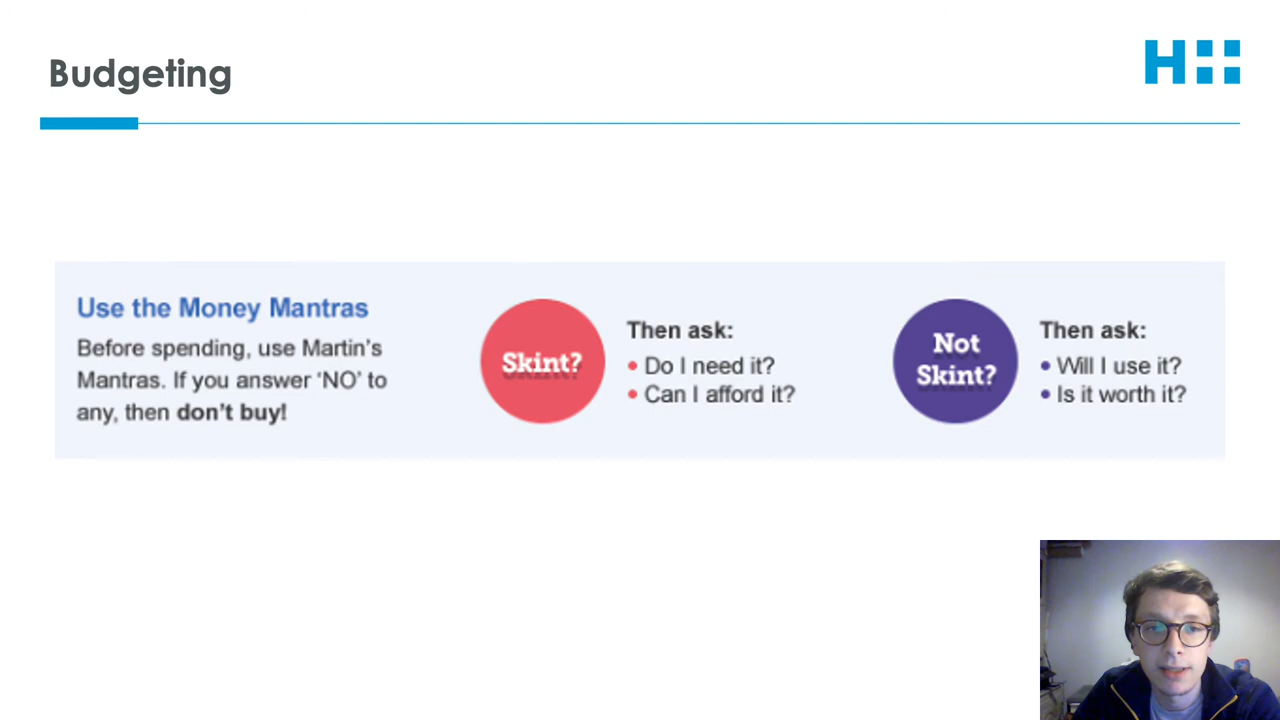 Budgeting
H
Use the Money Mantras
Before spending, use Martin's
Mantras. If you answer 'NO' to
any, then don't buy!
Skint?
Then ask:
• Do I need it?
• Can I afford it?
Not
Skint?
Then ask:
• Will I use it?
• Is it worth it?